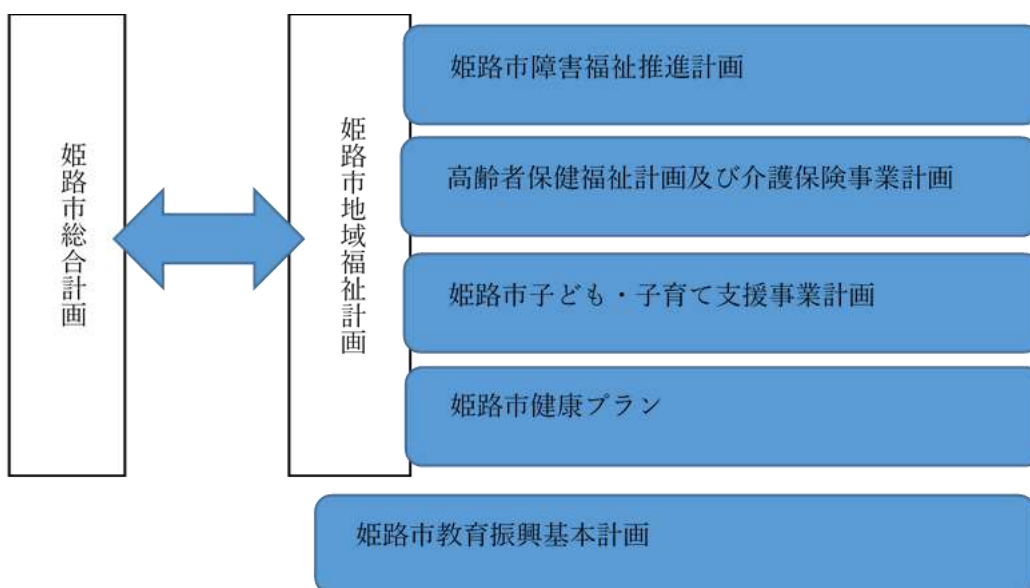 姫路市総合計画
姫路市地域福祉計画
姫路市障害福祉推進計画
高齢者保健福祉計画及び介護保険事業計画
姫路市子ども・子育て支援事業計画
姫路市健康プラン
姫路市教育振興基本計画